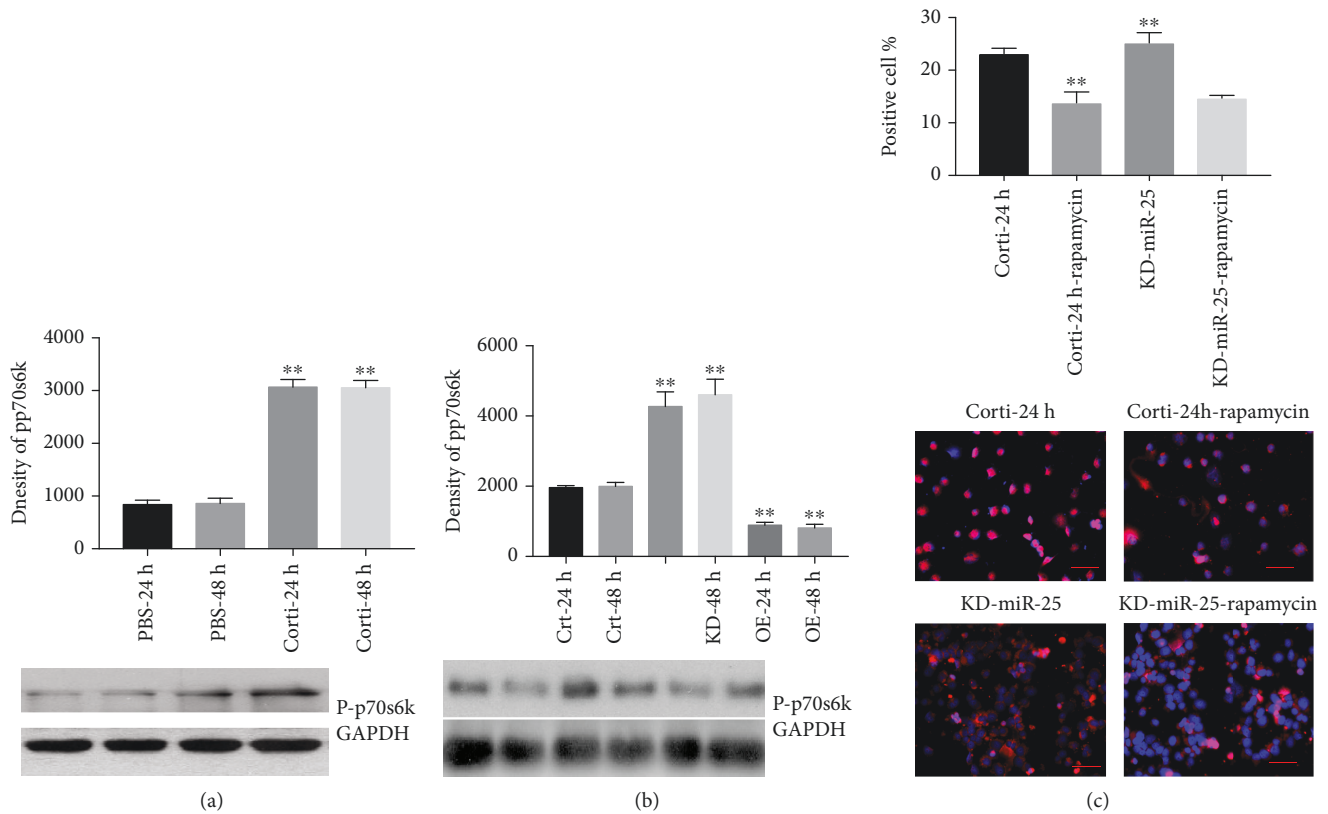 Dnesity of pp70s6k
4000
3000
2000
1000
0
**
**
PBS-24 h
PBS-48 h
Corti-24 h
Corti-48 h
P-p70s6k
GAPDH
(a)
Density of pp70s6k
6000
4000
2000
0
**
**
**
**
Crt-24 h
Crt-48 h
KD-48 h
OE-24 h
OE-48 h
P-p70s6k
GAPDH
(b)
Positive cell %
30
20
10
0
**
**
Corti-24 h
Corti-24 h-rapamycin
KD-miR-25
KD-miR-25-rapamycin
Corti-24 h
Corti-24h-rapamycin
KD-miR-25
KD-miR-25-rapamycin
(c)